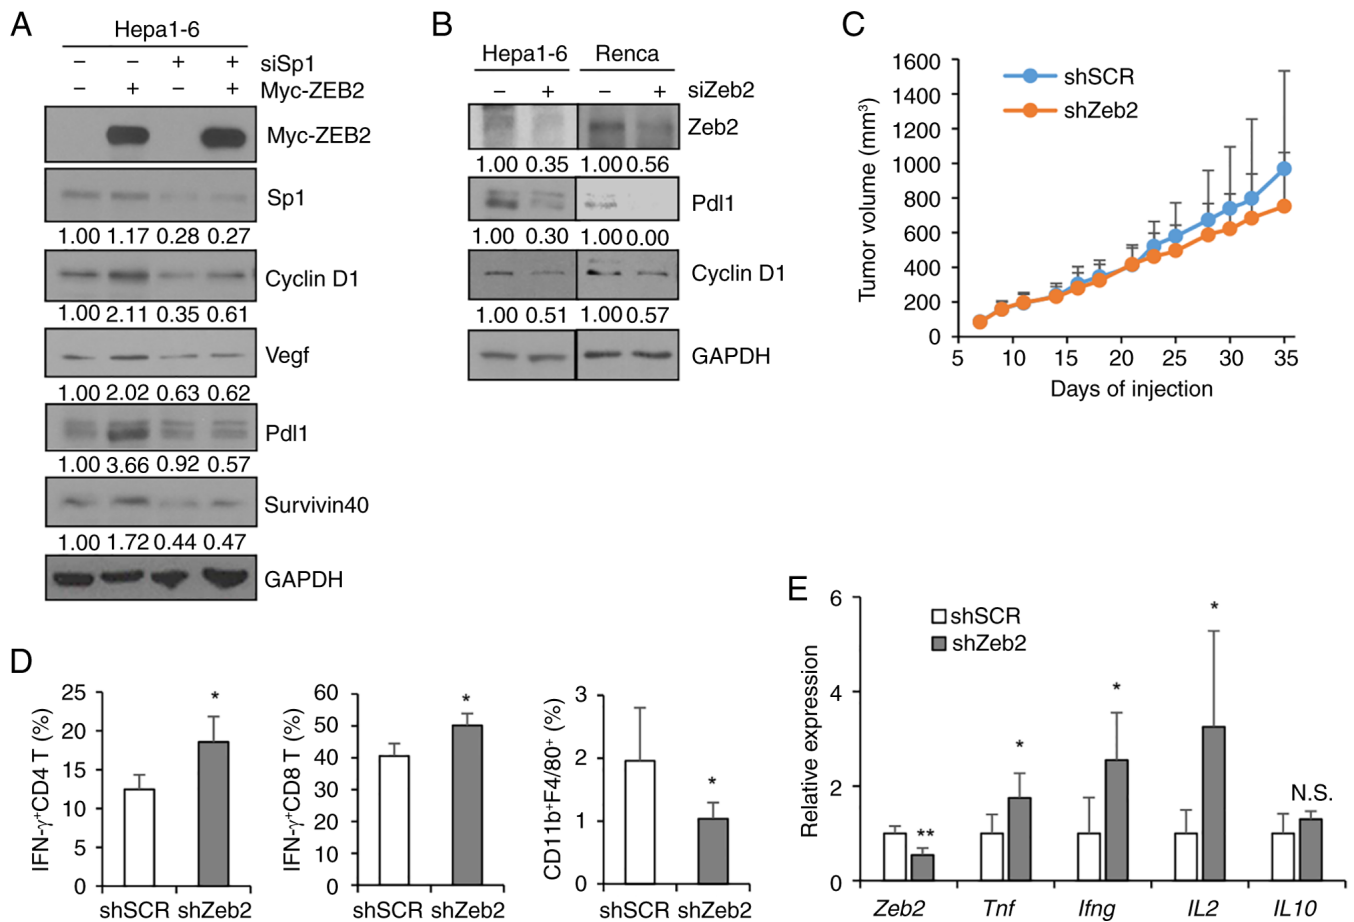 A
Hepa1-6
− − + + siSp1
− + − + Myc-ZEB2
Myc-ZEB2
Sp1
1.00 1.17 0.28 0.27
Cyclin D1
1.00 2.11 0.35 0.61
Vegf
1.00 2.02 0.63 0.62
Pdl1
1.00 3.66 0.92 0.57
Survivin40
1.00 1.72 0.44 0.47
GAPDH
B
Hepa1-6 Renca
− + − + siZeb2
Zeb2
1.00 0.35 1.00 0.56
Pdl1
1.00 0.30 1.00 0.00
Cyclin D1
1.00 0.51 1.00 0.57
GAPDH
C
Tumor volume (mm³)
1600
1400
1200
1000
800
600
400
200
0
shSCR
shZeb2
5 10 15 20 25 30 35
Days of injection
D
IFN-γ⁺CD4 T (%)
25
20
15
10
5
0
shSCR shZeb2
*
IFN-γ⁺CD8 T (%)
60
50
40
30
20
10
0
shSCR shZeb2
*
CD11b⁺F4/80⁺ (%)
3
2
1
0
shSCR shZeb2
*
E
Relative expression
6
4
2
0
shSCR
shZeb2
** * * * N.S.
Zeb2 Tnf Ifng IL2 IL10